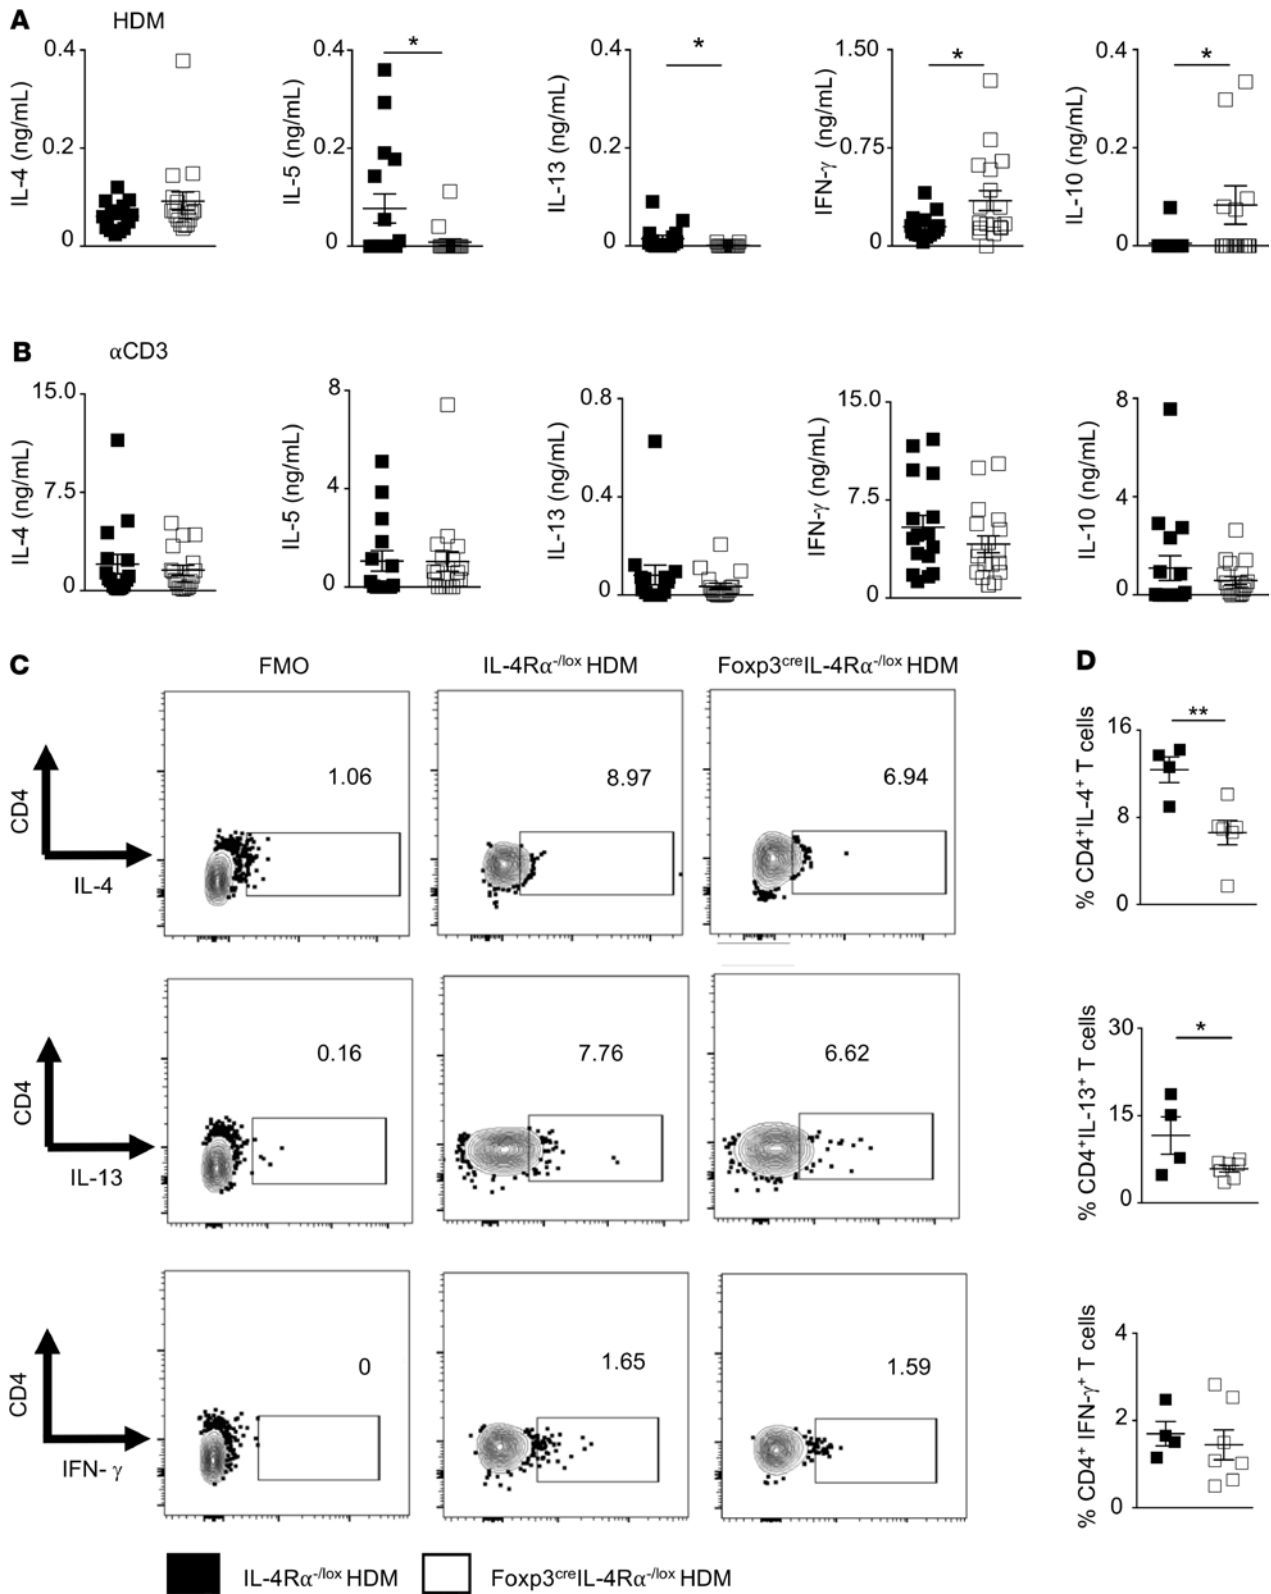 A
HDM
IL-4 (ng/mL)
0.4
0.2
0
IL-5 (ng/mL)
0.4
0.2
0
*
IL-13 (ng/mL)
0.4
0.2
0
*
IFN-γ (ng/mL)
1.50
0.75
0
*
IL-10 (ng/mL)
0.4
0.2
0
*
B
αCD3
IL-4 (ng/mL)
15.0
7.5
0
IL-5 (ng/mL)
8
4
0
IL-13 (ng/mL)
0.8
0.4
0
IFN-γ (ng/mL)
15.0
7.5
0
IL-10 (ng/mL)
8
4
0
C
FMO
IL-4Rα-/lox HDM
Foxp3creIL-4Rα-/lox HDM
CD4
IL-4
1.06
8.97
6.94
CD4
IL-13
0.16
7.76
6.62
CD4
IFN- γ
0
1.65
1.59
D
% CD4+IL-4+ T cells
16
8
0
**
% CD4+IL-13+ T cells
30
15
0
*
% CD4+ IFN-γ+ T cells
4
2
0
IL-4Rα-/lox HDM
Foxp3creIL-4Rα-/lox HDM